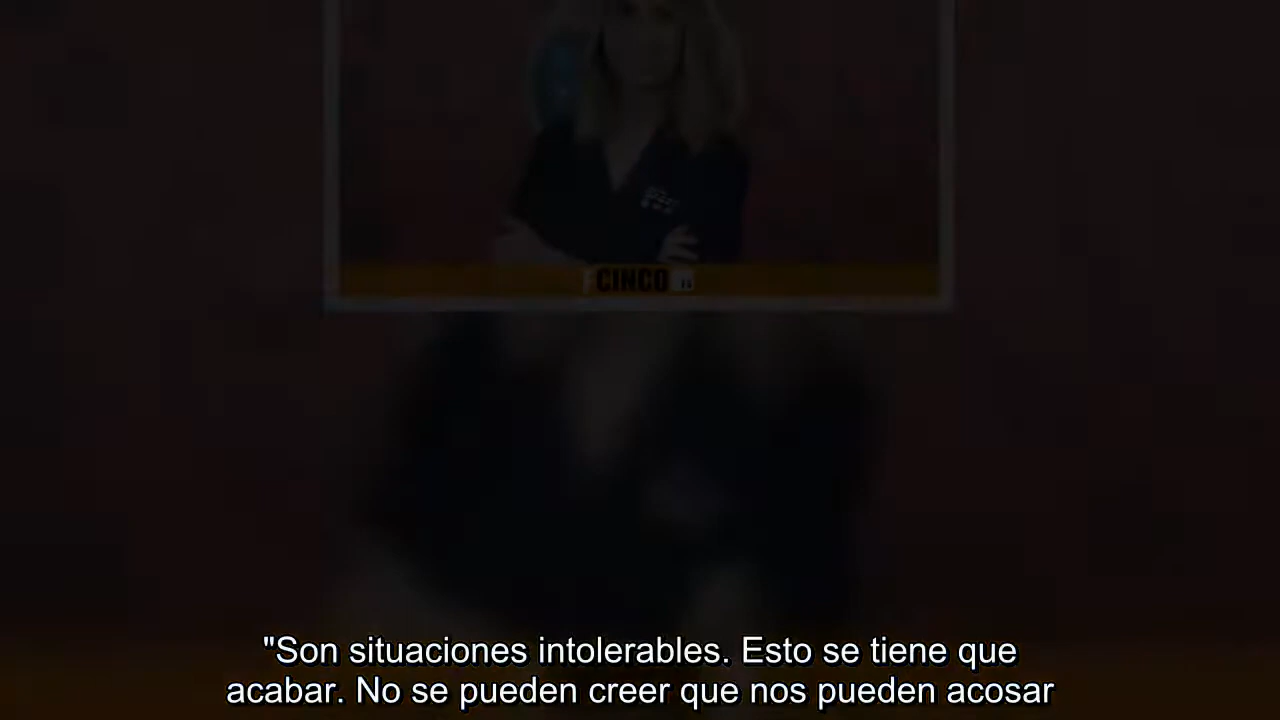 CINCO
"Son situaciones intolerables. Esto se tiene que
acabar. No se pueden creer que nos pueden acosar